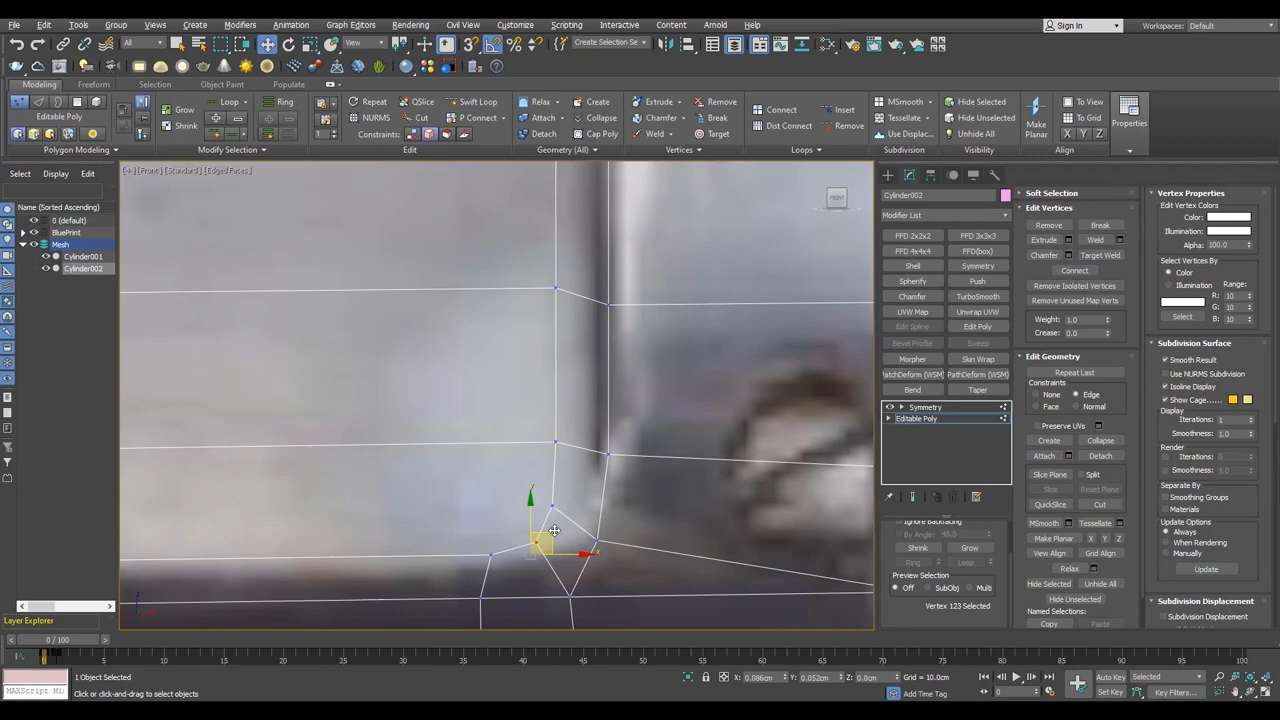 File Edit Tools Group Views Create Modifiers Animation Graph Editors Rendering Civil View Customize Scripting Interactive Content Arnold Help
Sign In Workspaces: Default
All View Create Selection Se
Modeling Freeform Selection Object Paint Populate
Editable Poly
Polygon Modeling
Grow Shrink
Loop Ring
Modify Selection
Repeat QSlice Swift Loop
NURMS Cut P Connect
Constraints:
Edit
Relax Create
Attach Collapse
Detach Cap Poly
Geometry (All)
Extrude Remove
Chamfer Break
Weld Target
Vertices
Connect Insert
Dist Connect Remove
Loops
MSmooth
Tessellate
Use Displac...
Subdivision
Hide Selected
Hide Unselected
Unhide All
Visibility
Make Planar
To View
To Grid
X Y Z
Align
Properties
Select Display Edit
Name (Sorted Ascending)
0 (default)
BluePrint
Mesh
Cylinder001
Cylinder002
Layer Explorer
[ + ] [ Front ] [ Standard ] [ Edged Faces ]
FRONT
x
Cylinder002
Modifier List
FFD 2x2x2 FFD 3x3x3
FFD 4x4x4 FFD(box)
Shell Symmetry
Spherify Push
Chamfer TurboSmooth
UVW Map Unwrap UVW
Edit Spline Edit Poly
Bevel Profile Sweep
Morpher Skin Wrap
PatchDeform (WSM) PathDeform (WSM)
Bend Taper
Symmetry
Editable Poly
Ignore Backfacing
By Angle: 45.0
Shrink Grow
Ring Loop
Preview Selection
Off SubObj Multi
Vertex 123 Selected
Soft Selection
Edit Vertices
Remove Break
Extrude Weld
Chamfer Target Weld
Connect
Remove Isolated Vertices
Remove Unused Map Verts
Weight: 1.0
Crease: 0.0
Edit Geometry
Repeat Last
Constraints
None Edge
Face Normal
Preserve UVs
Create Collapse
Attach Detach
Slice Plane Split
Slice Reset Plane
QuickSlice Cut
MSmooth Tessellate
Make Planar X Y Z
View Align Grid Align
Relax
Hide Selected Unhide All
Hide Unselected
Named Selections:
Copy Paste
Vertex Properties
Edit Vertex Colors
Color:
Illumination:
Alpha: 100.0
Select Vertices By
Color
Illumination Range:
R: 10
G: 10
Select B: 10
Subdivision Surface
Smooth Result
Use NURMS Subdivision
Isoline Display
Show Cage......
Display
Iterations: 1
Smoothness: 1.0
Render
Iterations: 0
Smoothness: 1.0
Separate By
Smoothing Groups
Materials
Update Options
Always
When Rendering
Manually
Update
Subdivision Displacement
Subdivision Displacement
0 / 100
0 5 10 15 20 25 30 35 40 45 50 55 60 65 70 75 80 85 90 95 100
1 Object Selected
Click or click-and-drag to select objects
MAXScript Mi
X: 0.086cm Y: 0.052cm Z: 0.0cm Grid = 10.0cm
Add Time Tag
0
Auto Key Selected
Set Key Key Filters...